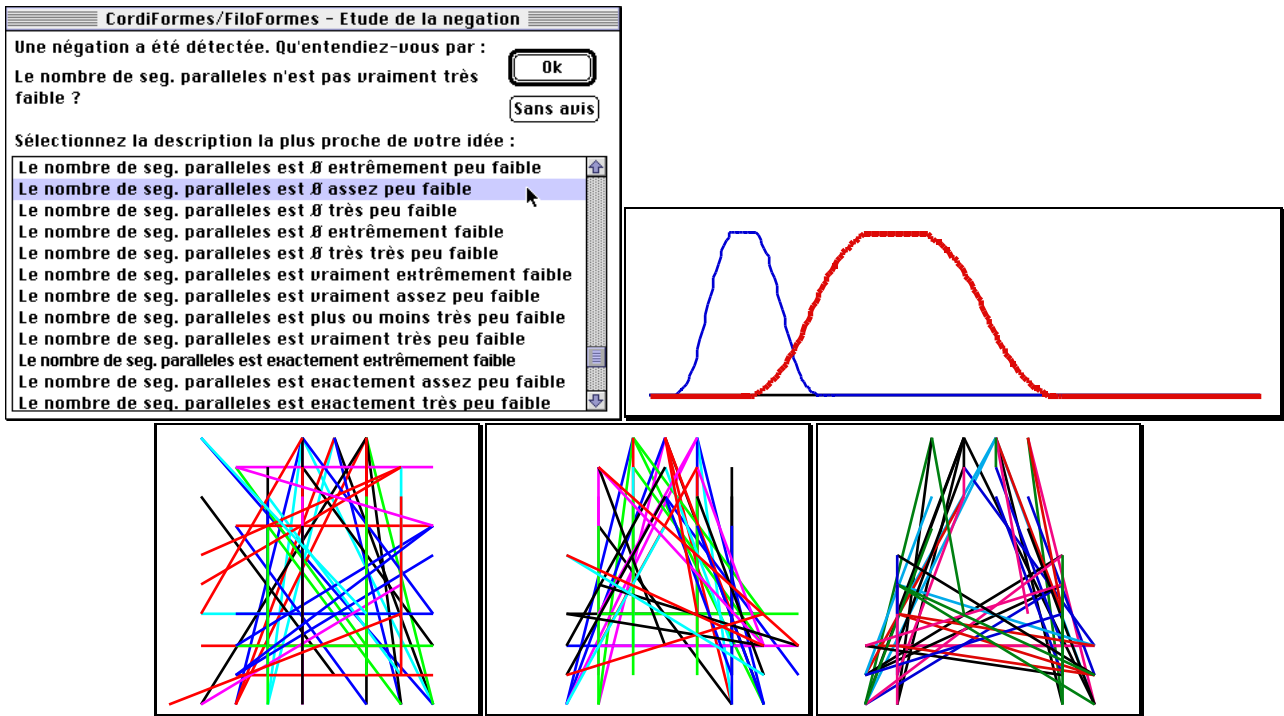 CordiFormes/FiloFormes - Etude de la negation
Une négation a été détectée. Qu'entendiez-vous par :
Le nombre de seg. paralleles n'est pas vraiment très
faible ?
Ok
Sans avis
Sélectionnez la description la plus proche de votre idée :
Le nombre de seg. paralleles est Ø extrêmement peu faible
Le nombre de seg. paralleles est Ø assez peu faible
Le nombre de seg. paralleles est Ø très peu faible
Le nombre de seg. paralleles est Ø extrêmement faible
Le nombre de seg. paralleles est Ø très très faible
Le nombre de seg. paralleles est vraiment extrêmement faible
Le nombre de seg. paralleles est vraiment assez peu faible
Le nombre de seg. paralleles est plus ou moins très peu faible
Le nombre de seg. paralleles est vraiment très peu faible
Le nombre de seg. paralleles est exactement extrêmement faible
Le nombre de seg. paralleles est exactement assez peu faible
Le nombre de seg. paralleles est exactement très peu faible